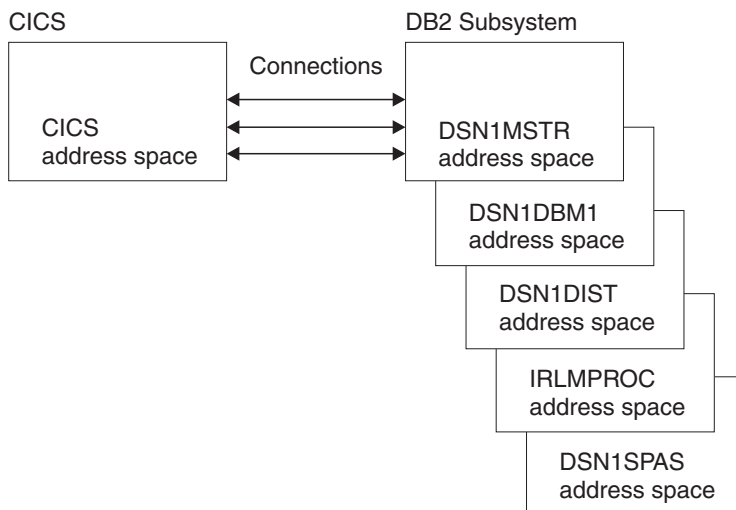 CICS
DB2 Subsystem
Connections
CICS
address space
DSN1MSTR
address space
DSN1DBM1
address space
DSN1DIST
address space
IRLMPROC
address space
DSN1SPAS
address space